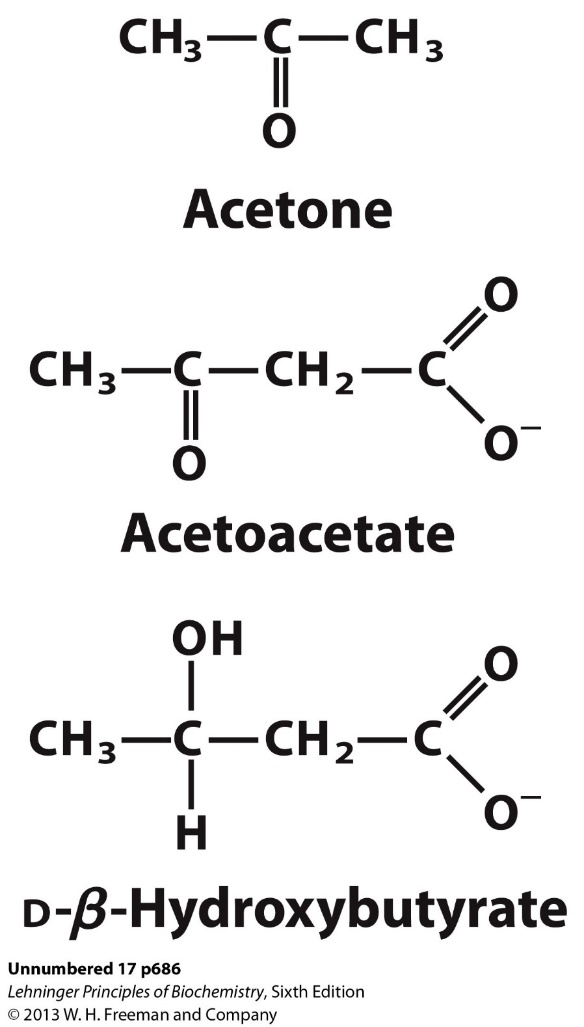 CH₃—C—CH₃
O
Acetone
O
CH₃—C—CH₂—C
O⁻
O
Acetoacetate
OH
O
CH₃—C—CH₂—C
O⁻
H
D-β-Hydroxybutyrate
Unnumbered 17 p686
Lehninger Principles of Biochemistry, Sixth Edition
© 2013 W. H. Freeman and Company